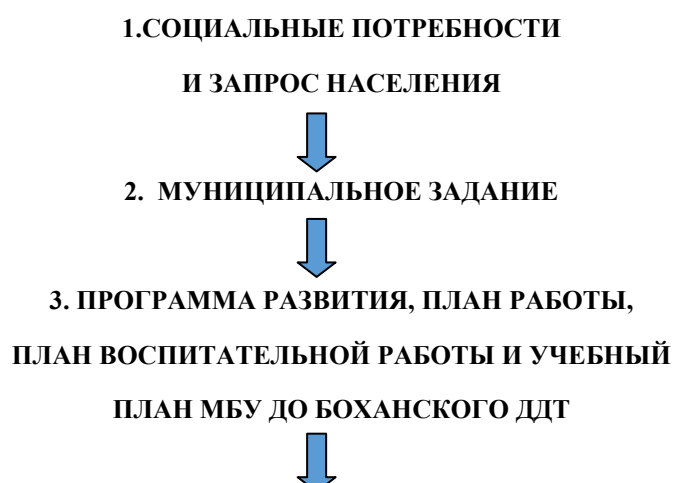 1.СОЦИАЛЬНЫЕ ПОТРЕБНОСТИ
И ЗАПРОС НАСЕЛЕНИЯ
2. МУНИЦИПАЛЬНОЕ ЗАДАНИЕ
3. ПРОГРАММА РАЗВИТИЯ, ПЛАН РАБОТЫ,
ПЛАН ВОСПИТАТЕЛЬНОЙ РАБОТЫ И УЧЕБНЫЙ
ПЛАН МБУ ДО БОХАНСКОГО ДДТ